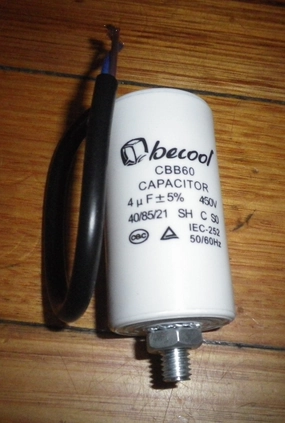 becool
CBB60
CAPACITOR
4 µF±5% 450V
40/85/21 SH C S0
IEC-252
50/60Hz